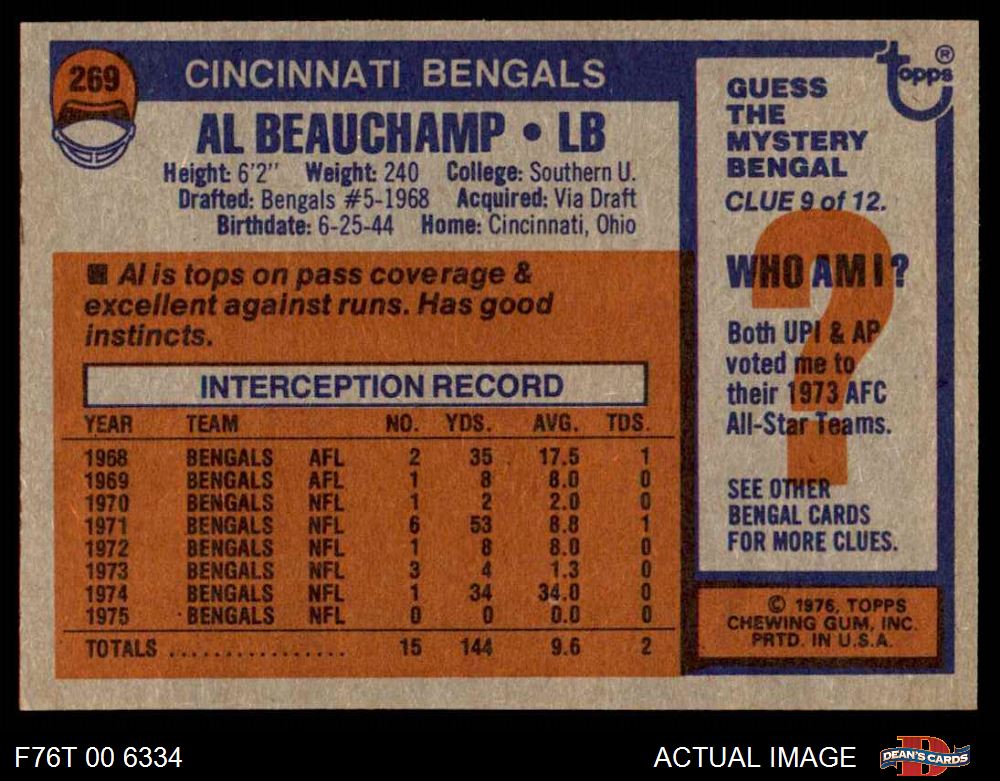 269
CINCINNATI BENGALS
AL BEAUCHAMP • LB
Height: 6'2" Weight: 240 College: Southern U.
Drafted: Bengals #5-1968 Acquired: Via Draft
Birthdate: 6-25-44 Home: Cincinnati, Ohio
Al is tops on pass coverage &
excellent against runs. Has good
instincts.
INTERCEPTION RECORD
YEAR TEAM NO. YDS. AVG. TDS.
1968 BENGALS AFL 2 35 17.5 1
1969 BENGALS AFL 1 8 8.0 0
1970 BENGALS NFL 1 2 2.0 0
1971 BENGALS NFL 6 53 8.8 1
1972 BENGALS NFL 1 8 8.0 0
1973 BENGALS NFL 3 4 1.3 0
1974 BENGALS NFL 1 34 34.0 0
1975 BENGALS NFL 0 0 0.0 0
TOTALS ................ 15 144 9.6 2
topps ®
GUESS
THE
MYSTERY
BENGAL
CLUE 9 of 12.
?
WHO AM I?
Both UPI & AP
voted me to
their 1973 AFC
All-Star Teams.
SEE OTHER
BENGAL CARDS
FOR MORE CLUES.
© 1976, TOPPS
CHEWING GUM, INC.
PRTD. IN U.S.A.
F76T 00 6334
ACTUAL IMAGE
D
DEAN'S CARDS